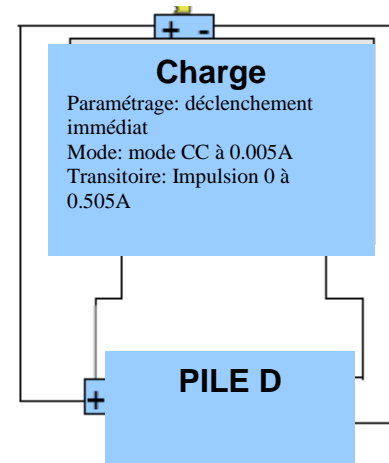 + -
Charge
Paramétrage: déclenchement
immédiat
Mode: mode CC à 0.005A
Transitoire: Impulsion 0 à
0.505A
PILE D
+